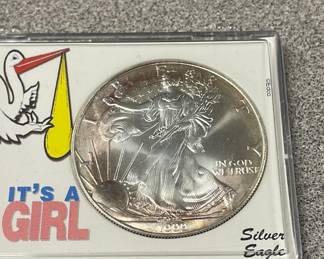 LIBERTY
IN GOD
WE TRUST
IT'S A
GIRL
Silver
Eagle